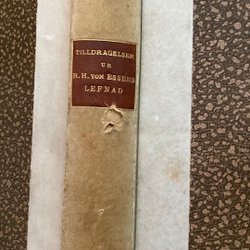 TILLDRAGELSER
UR
H. H. VON ESSENS
LEFNAD